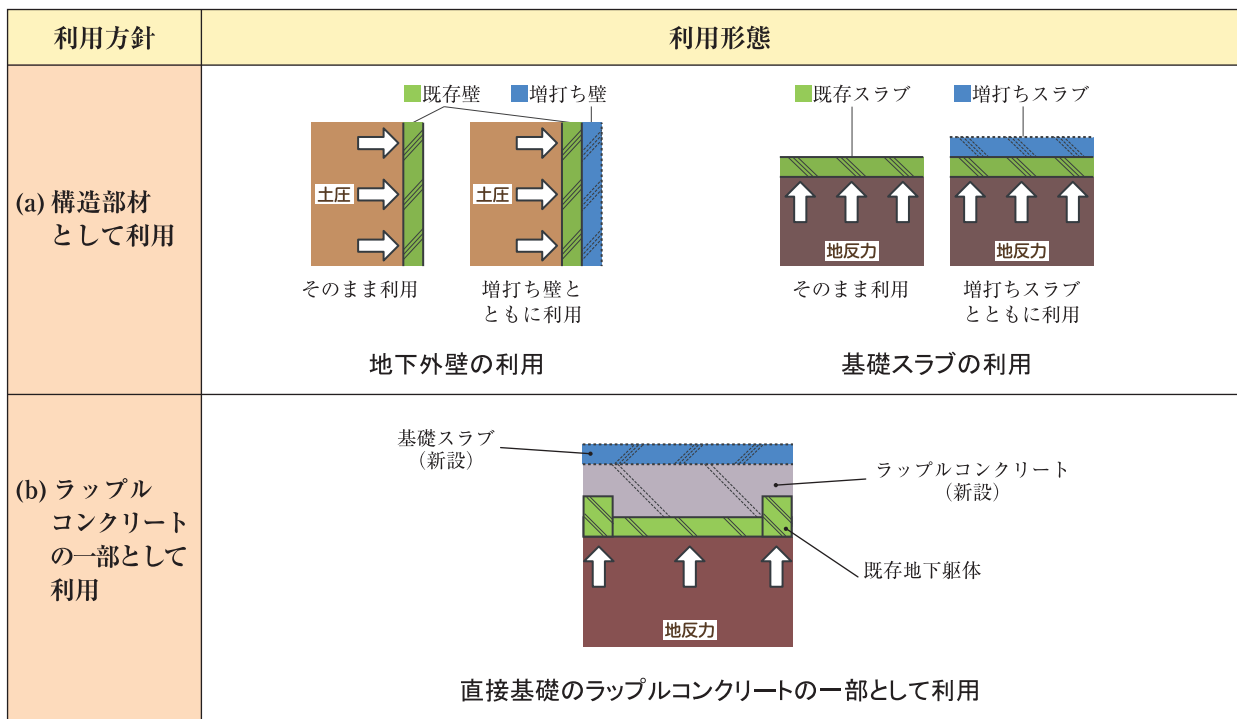 利用方針
利用形態
(a) 構造部材
として利用
既存壁
増打ち壁
土圧
土圧
そのまま利用
増打ち壁と
ともに利用
地下外壁の利用
既存スラブ
増打ちスラブ
地反力
地反力
そのまま利用
増打ちスラブ
とともに利用
基礎スラブの利用
(b) ラップル
コンクリート
の一部として
利用
基礎スラブ
（新設）
ラップルコンクリート
（新設）
既存地下躯体
地反力
直接基礎のラップルコンクリートの一部として利用